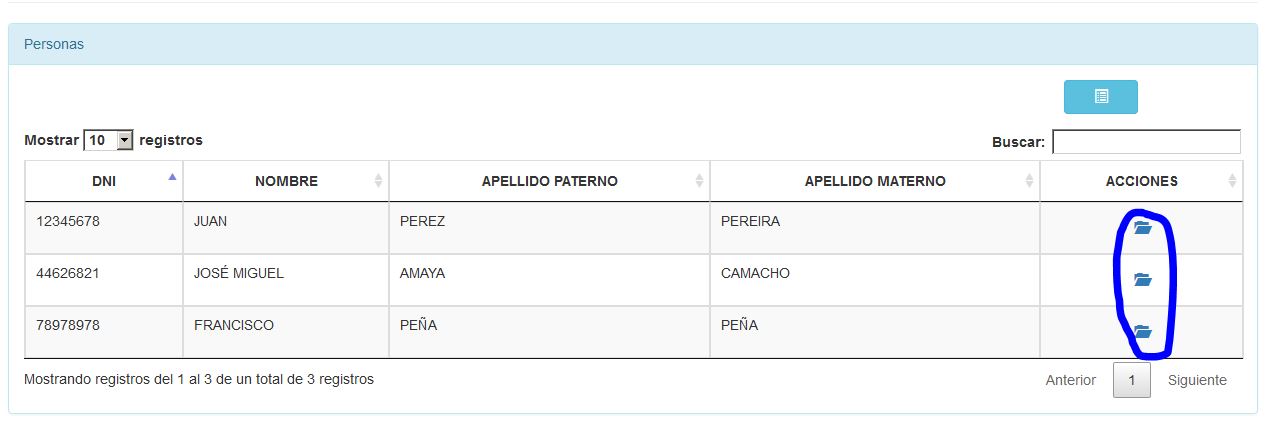 Personas
Mostrar 10 registros
Buscar:
DNI NOMBRE APELLIDO PATERNO APELLIDO MATERNO ACCIONES
12345678 JUAN PEREZ PEREIRA
44626821 JOSÉ MIGUEL AMAYA CAMACHO
78978978 FRANCISCO PEÑA PEÑA
Mostrando registros del 1 al 3 de un total de 3 registros
Anterior 1 Siguiente